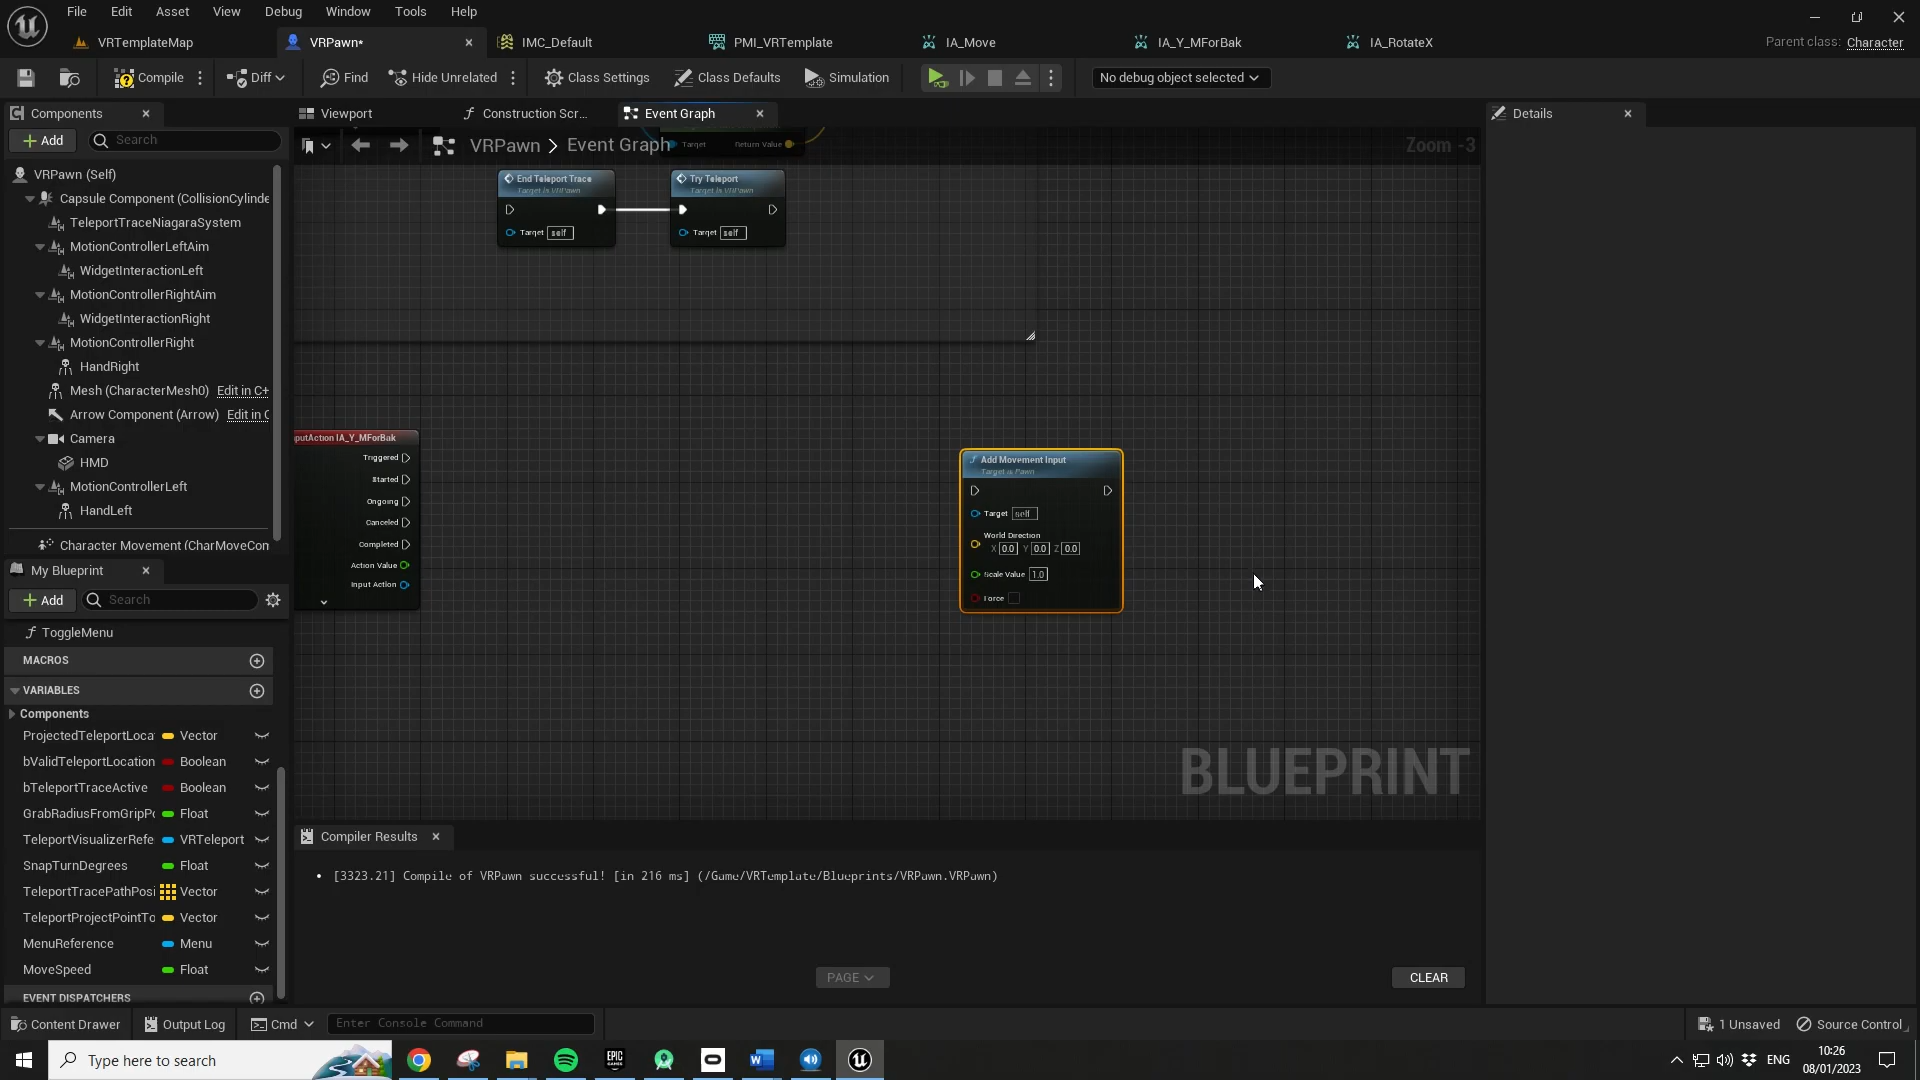 File Edit Asset View Debug Window Tools Help
VRTemplateMap VRPawn* IMC_Default PMI_VRTemplate IA_Move IA_Y_MForBak IA_RotateX Parent class: Character
Compile Diff Find Hide Unrelated Class Settings Class Defaults Simulation No debug object selected
Components Viewport Construction Scr... Event Graph Details
Add Search VRPawn > Event Graph Zoom -3
Target Return Value
VRPawn (Self)
Capsule Component (CollisionCylinde
TeleportTraceNiagaraSystem
MotionControllerLeftAim
WidgetInteractionLeft
MotionControllerRightAim
WidgetInteractionRight
MotionControllerRight
HandRight
Mesh (CharacterMesh0) Edit in C+
Arrow Component (Arrow) Edit in C
Camera
HMD
MotionControllerLeft
HandLeft
Character Movement (CharMoveCon
End Teleport Trace
Target is VRPawn
Target self
Try Teleport
Target is VRPawn
Target self
putAction IA_Y_MForBak
Triggered
Started
Ongoing
Canceled
Completed
Action Value
Input Action
Add Movement Input
Target is Pawn
Target self
World Direction
X 0.0 Y 0.0 Z 0.0
Scale Value 1.0
Force
BLUEPRINT
My Blueprint
Add Search
ToggleMenu
MACROS
VARIABLES
Components
ProjectedTeleportLoca Vector
bValidTeleportLocation Boolean
bTeleportTraceActive Boolean
GrabRadiusFromGripPo Float
TeleportVisualizerRefe VRTeleport
SnapTurnDegrees Float
TeleportTracePathPosi Vector
TeleportProjectPointTo Vector
MenuReference Menu
MoveSpeed Float
EVENT DISPATCHERS
Compiler Results
[3323.21] Compile of VRPawn successful! [in 216 ms] (/Game/VRTemplate/Blueprints/VRPawn.VRPawn)
PAGE CLEAR
Content Drawer Output Log Cmd Enter Console Command 1 Unsaved Source Control
Type here to search EPIC GAMES ENG 10:26
08/01/2023